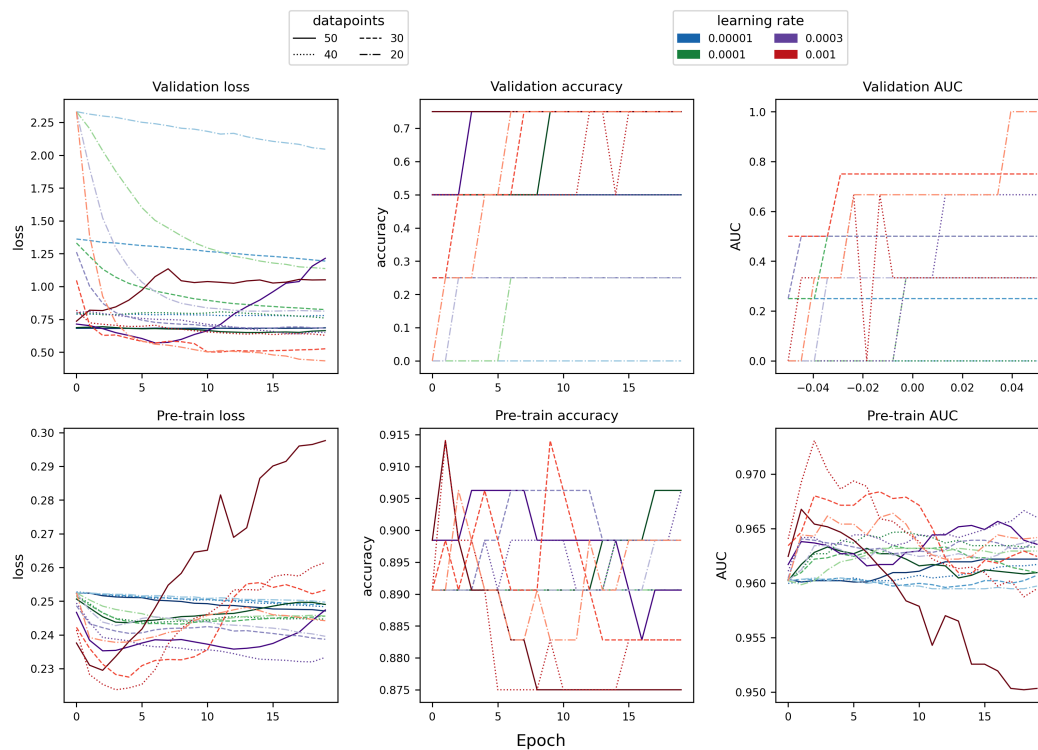 datapoints
50 30
40 20
learning rate
0.00001 0.0003
0.0001 0.001
Validation loss
loss
2.25
2.00
1.75
1.50
1.25
1.00
0.75
0.50
0 5 10 15
Validation accuracy
accuracy
0.7
0.6
0.5
0.4
0.3
0.2
0.1
0.0
0 5 10 15
Validation AUC
AUC
1.0
0.8
0.6
0.4
0.2
0.0
−0.04 −0.02 0.00 0.02 0.04
Pre-train loss
loss
0.30
0.29
0.28
0.27
0.26
0.25
0.24
0.23
0 5 10 15
Pre-train accuracy
accuracy
0.915
0.910
0.905
0.900
0.895
0.890
0.885
0.880
0.875
0 5 10 15
Pre-train AUC
AUC
0.970
0.965
0.960
0.955
0.950
0 5 10 15
Epoch